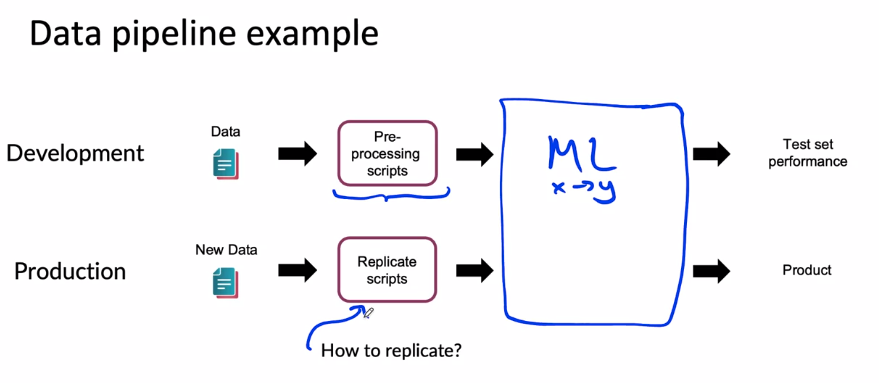 Data pipeline example
Development
Data
Pre-
processing
scripts
ML
x → y
Test set
performance
Production
New Data
Replicate
scripts
Product
How to replicate?